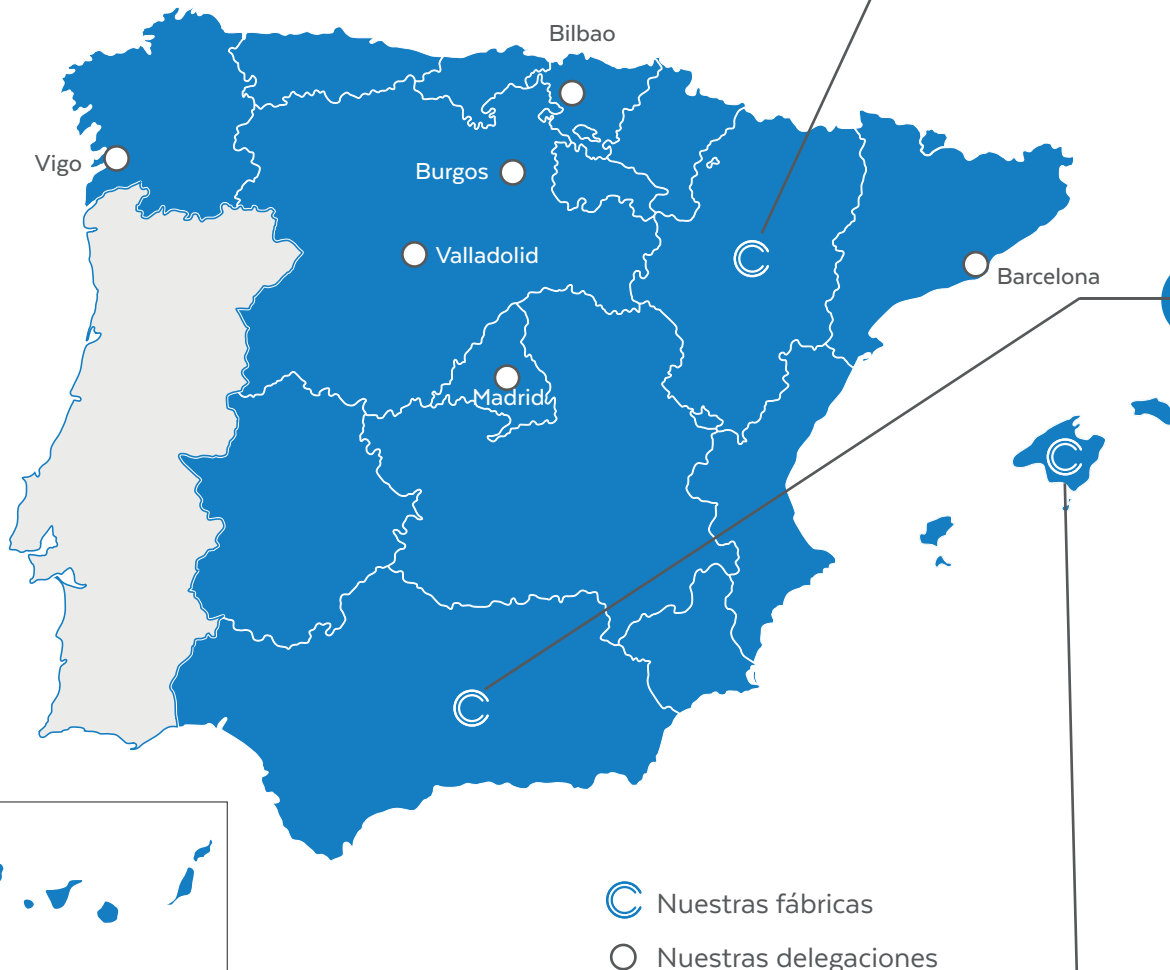 Bilbao
Vigo
Burgos
Valladolid
Barcelona
Madrid
Nuestras fábricas
Nuestras delegaciones